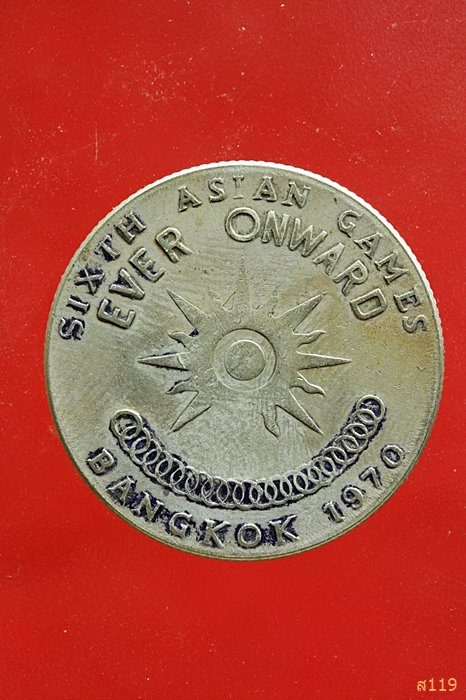 SIXTH ASIAN GAMES
EVER ONWARD
BANGKOK 1970
ส119